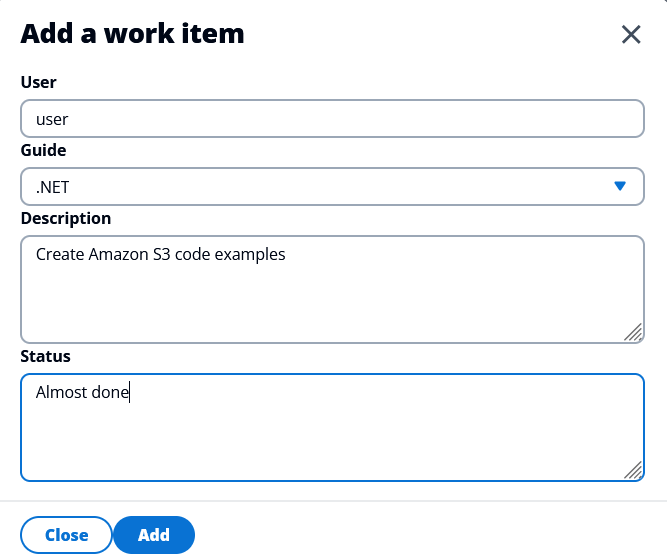 Add a work item
User
user
Guide
.NET
Description
Create Amazon S3 code examples
Status
Almost done
Close
Add